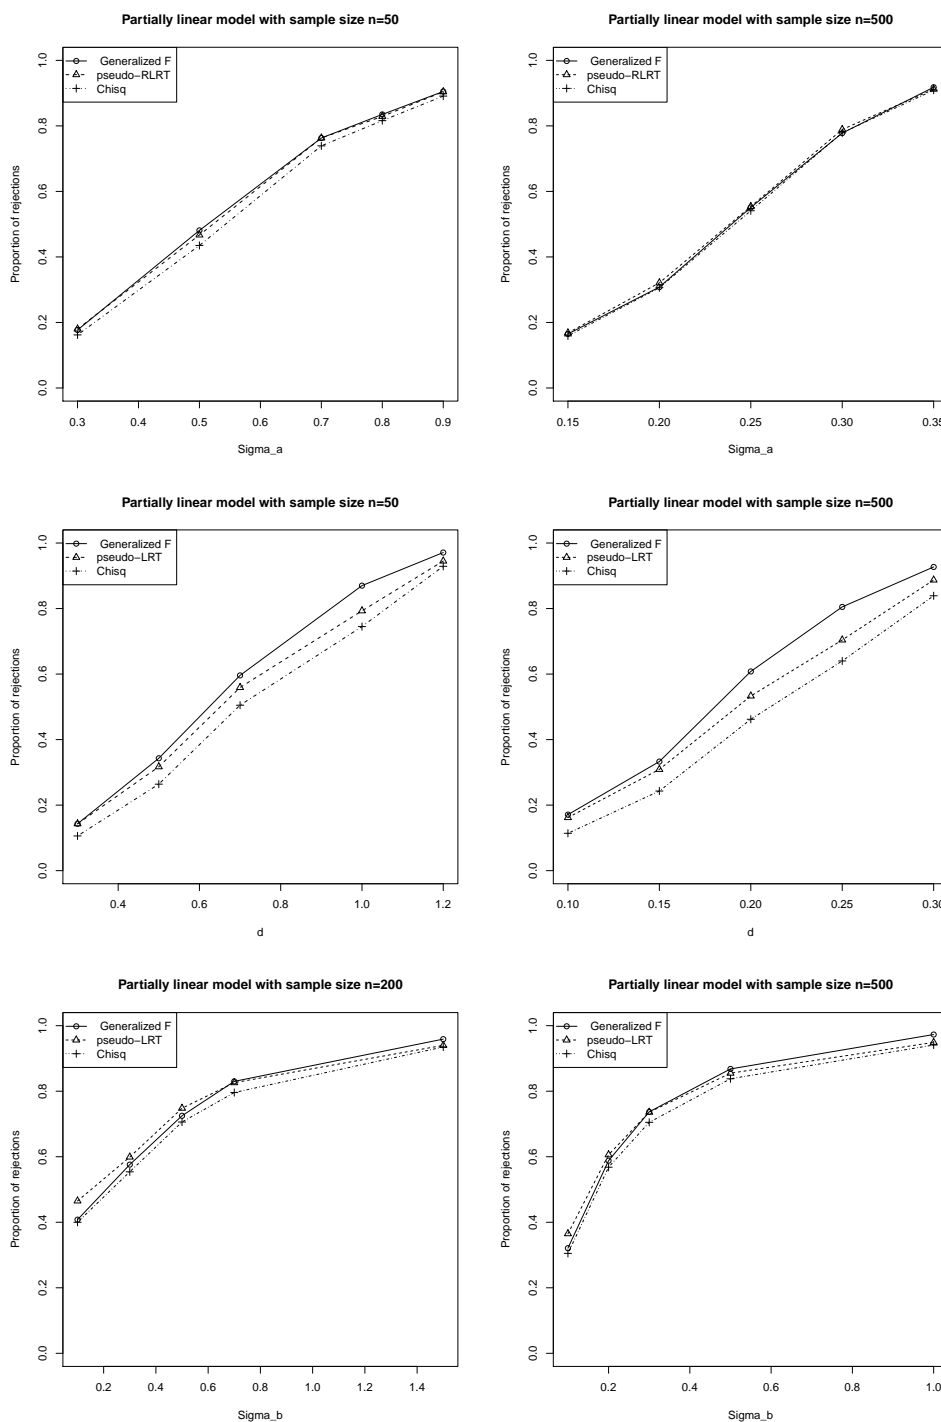 Partially linear model with sample size n=50
Generalized F
pseudo−RLRT
Chisq
Proportion of rejections
0.0 0.2 0.4 0.6 0.8 1.0
0.3 0.4 0.5 0.6 0.7 0.8 0.9
Sigma_a
Partially linear model with sample size n=500
Generalized F
pseudo−RLRT
Chisq
Proportion of rejections
0.0 0.2 0.4 0.6 0.8 1.0
0.15 0.20 0.25 0.30 0.35
Sigma_a
Partially linear model with sample size n=50
Generalized F
pseudo−LRT
Chisq
Proportion of rejections
0.0 0.2 0.4 0.6 0.8 1.0
0.4 0.6 0.8 1.0 1.2
d
Partially linear model with sample size n=500
Generalized F
pseudo−LRT
Chisq
Proportion of rejections
0.0 0.2 0.4 0.6 0.8 1.0
0.10 0.15 0.20 0.25 0.30
d
Partially linear model with sample size n=200
Generalized F
pseudo−LRT
Chisq
Proportion of rejections
0.0 0.2 0.4 0.6 0.8 1.0
0.2 0.4 0.6 0.8 1.0 1.2 1.4
Sigma_b
Partially linear model with sample size n=500
Generalized F
pseudo−LRT
Chisq
Proportion of rejections
0.0 0.2 0.4 0.6 0.8 1.0
0.2 0.4 0.6 0.8 1.0
Sigma_b